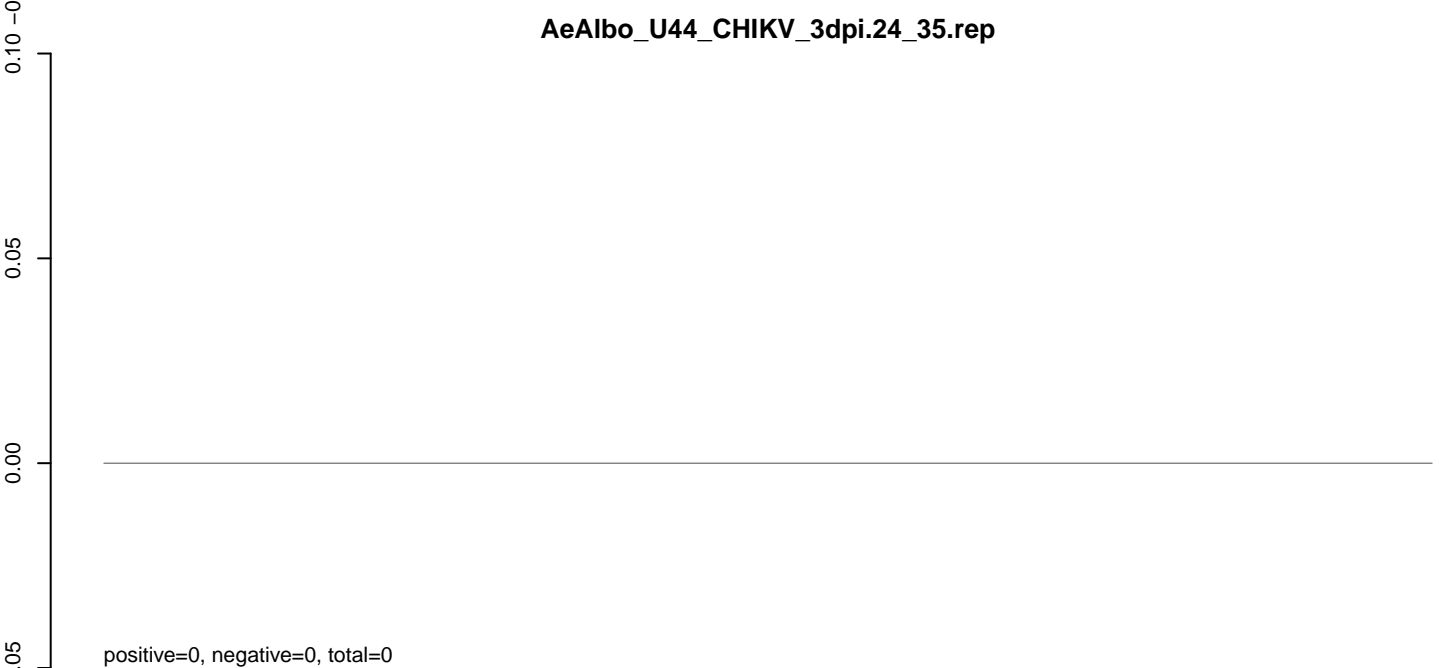 AeAlbo_U44_CHIKV_3dpi.24_35.rep
0.10
0.05
0.00
positive=0, negative=0, total=0